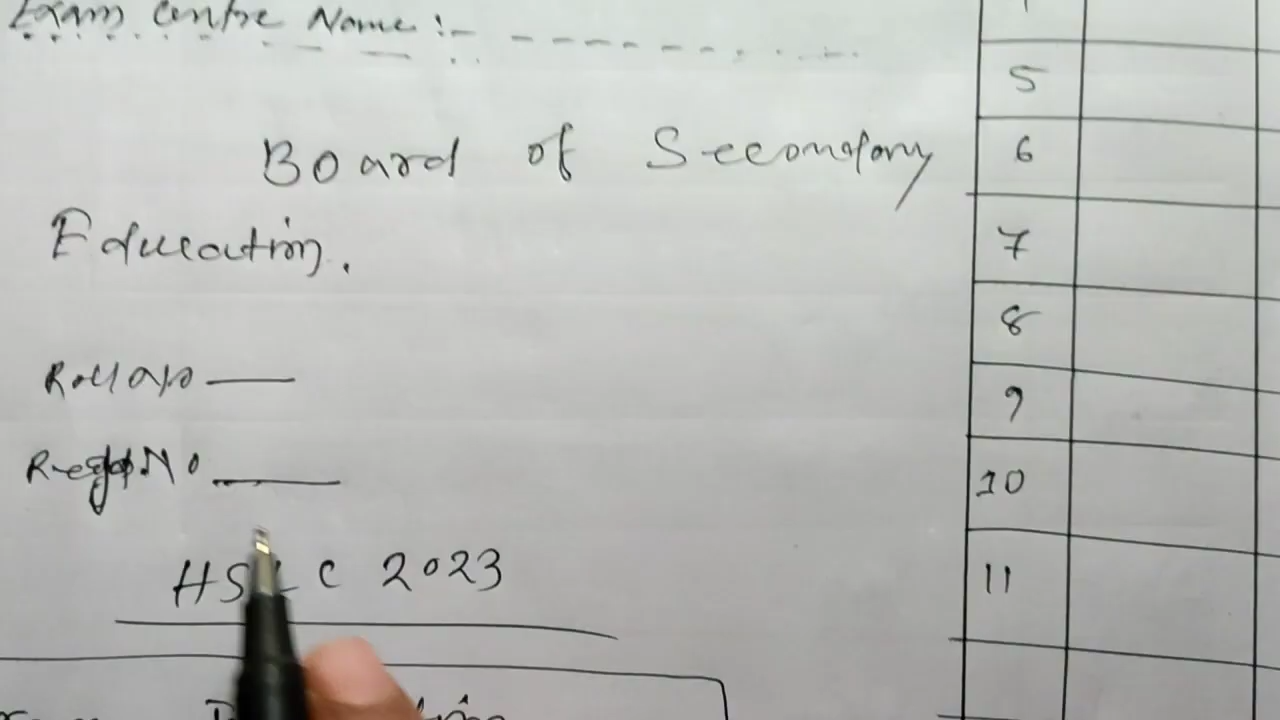 Exam Centre Name :-
Board of Secondary
Education.
Roll No
Regd No
HSLC 2023
5
6
7
8
9
10
11